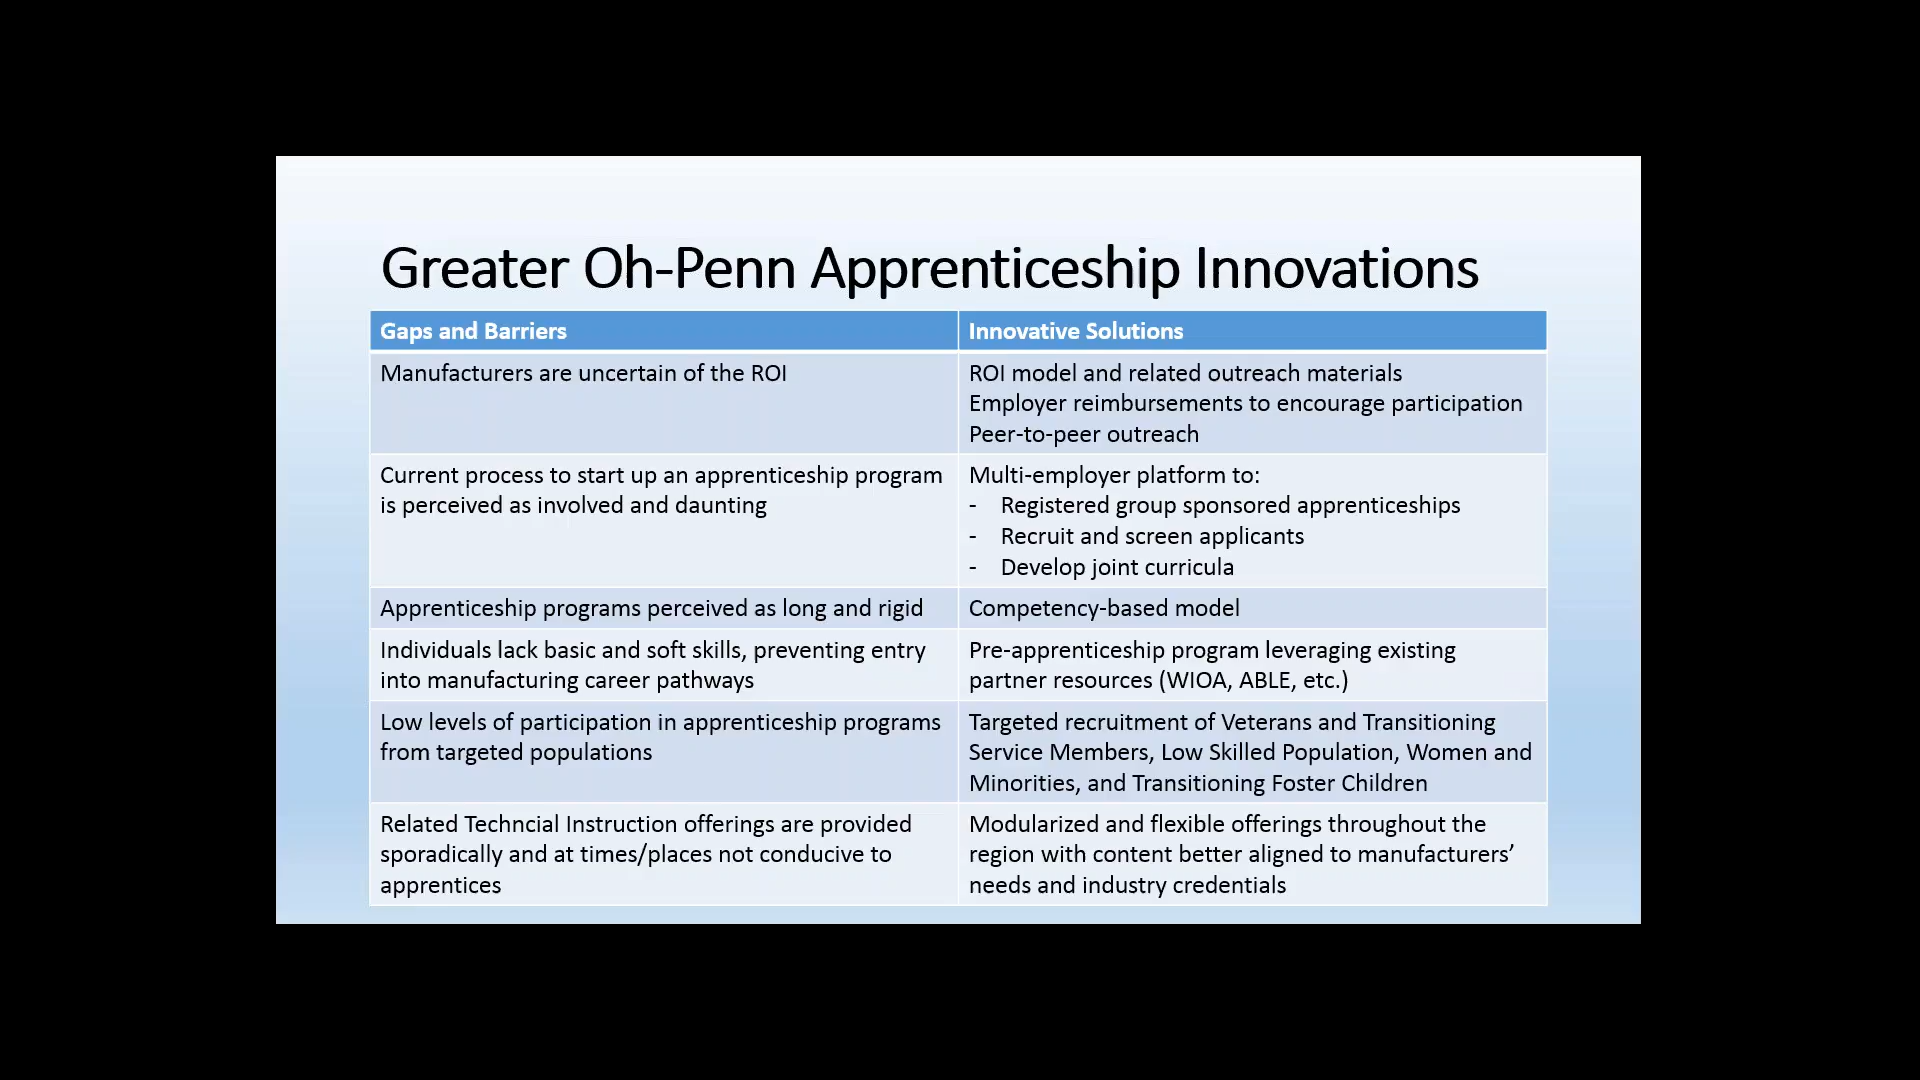 Greater Oh-Penn Apprenticeship Innovations
Gaps and Barriers
Innovative Solutions
Manufacturers are uncertain of the ROI
ROI model and related outreach materials
Employer reimbursements to encourage participation
Peer-to-peer outreach
Current process to start up an apprenticeship program
is perceived as involved and daunting
Multi-employer platform to:
- Registered group sponsored apprenticeships
- Recruit and screen applicants
- Develop joint curricula
Apprenticeship programs perceived as long and rigid
Competency-based model
Individuals lack basic and soft skills, preventing entry
into manufacturing career pathways
Pre-apprenticeship program leveraging existing
partner resources (WIOA, ABLE, etc.)
Low levels of participation in apprenticeship programs
from targeted populations
Targeted recruitment of Veterans and Transitioning
Service Members, Low Skilled Population, Women and
Minorities, and Transitioning Foster Children
Related Techncial Instruction offerings are provided
sporadically and at times/places not conducive to
apprentices
Modularized and flexible offerings throughout the
region with content better aligned to manufacturers’
needs and industry credentials